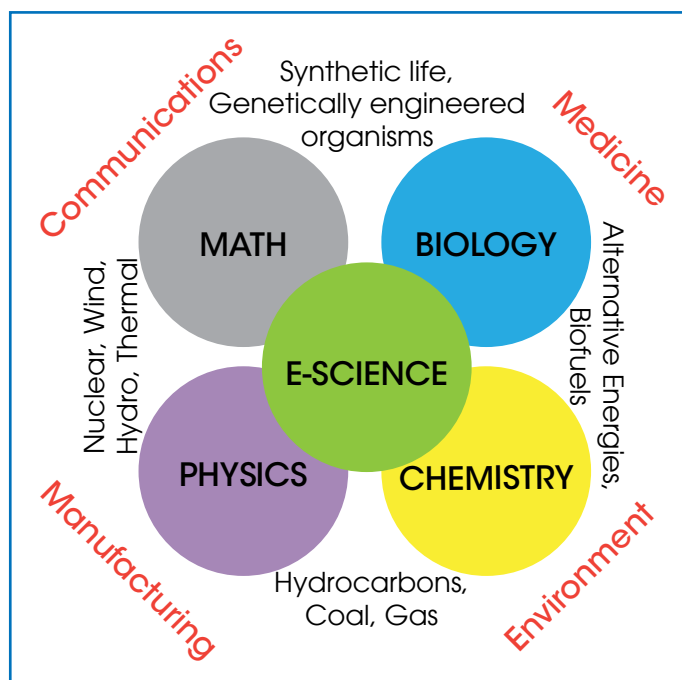 Communications
Synthetic life,
Genetically engineered
organisms
Medicine
MATH
BIOLOGY
Nuclear, Wind,
Hydro, Thermal
E-SCIENCE
Alternative Energies,
Biofuels
PHYSICS
CHEMISTRY
Manufacturing
Hydrocarbons,
Coal, Gas
Environment